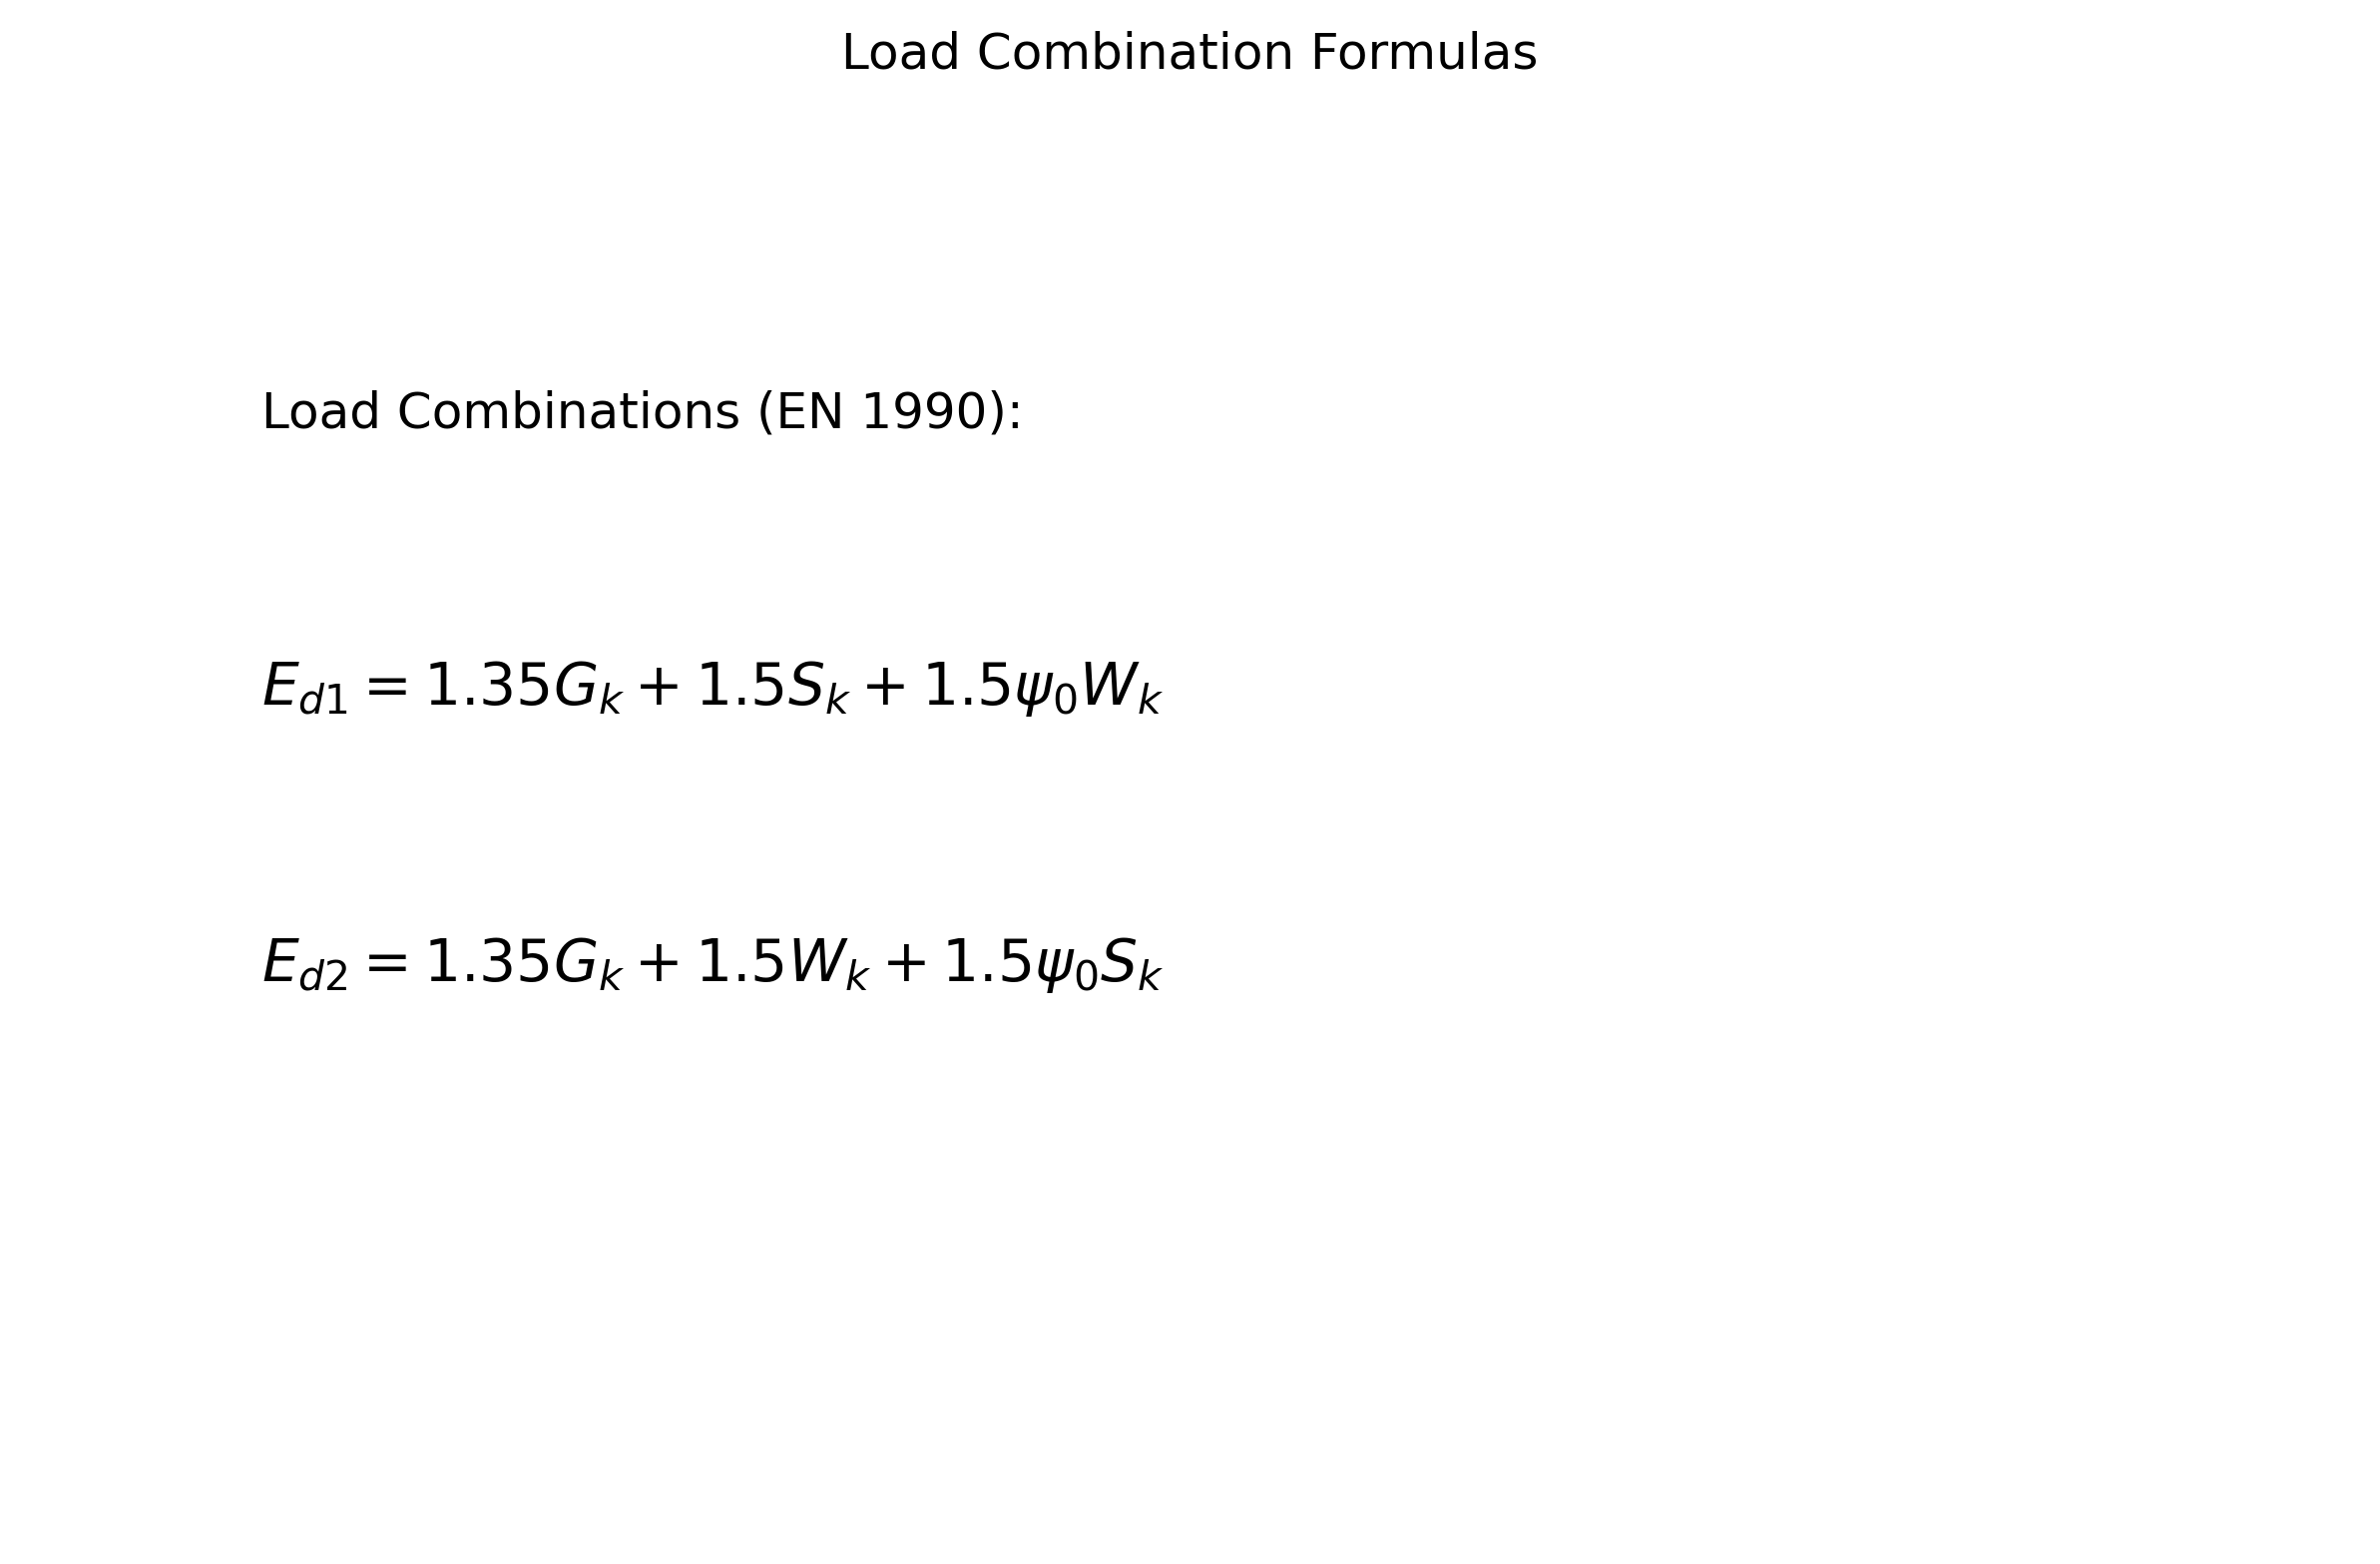 Load Combination Formulas
Load Combinations (EN 1990):
$E_{d1} = 1.35G_k + 1.5S_k + 1.5\psi_0 W_k$
$E_{d2} = 1.35G_k + 1.5W_k + 1.5\psi_0 S_k$